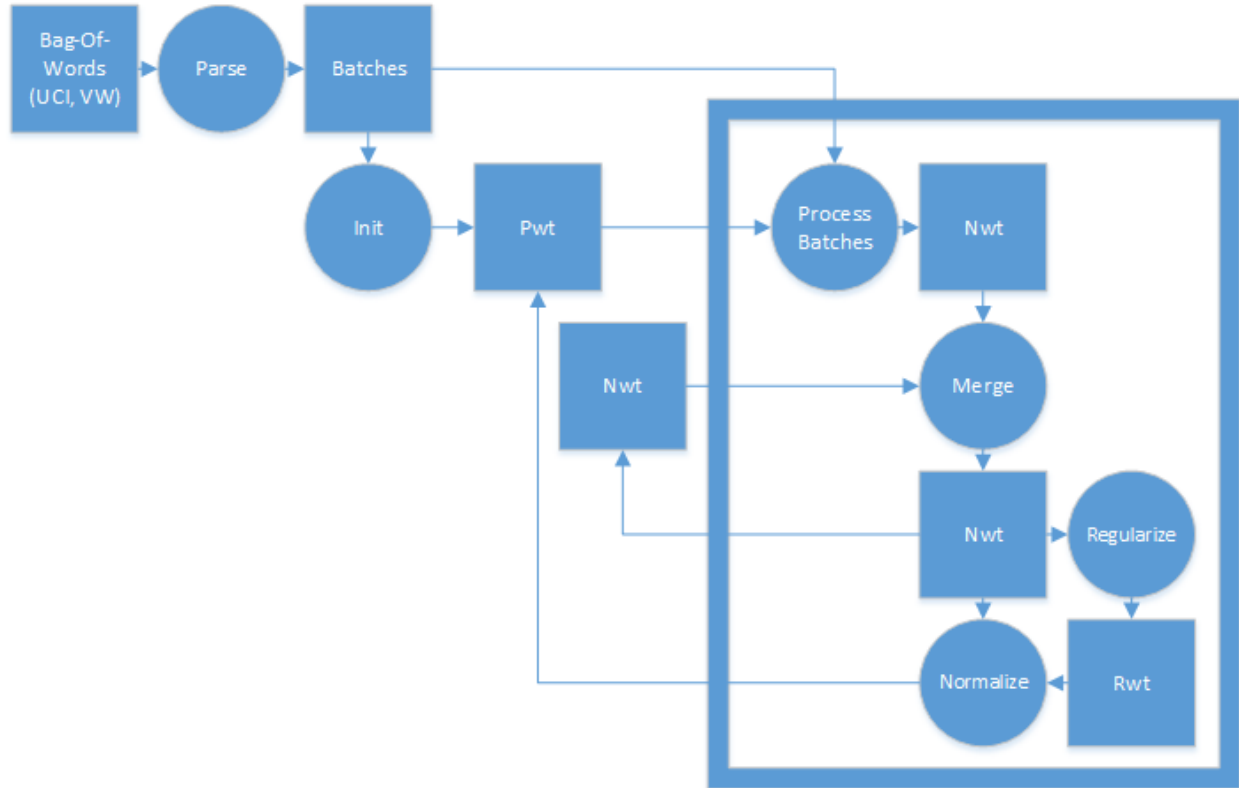 Bag-Of-
Words
(UCI, VW)
Parse
Batches
Init
Pwt
Process
Batches
Nwt
Nwt
Merge
Nwt
Regularize
Normalize
Rwt